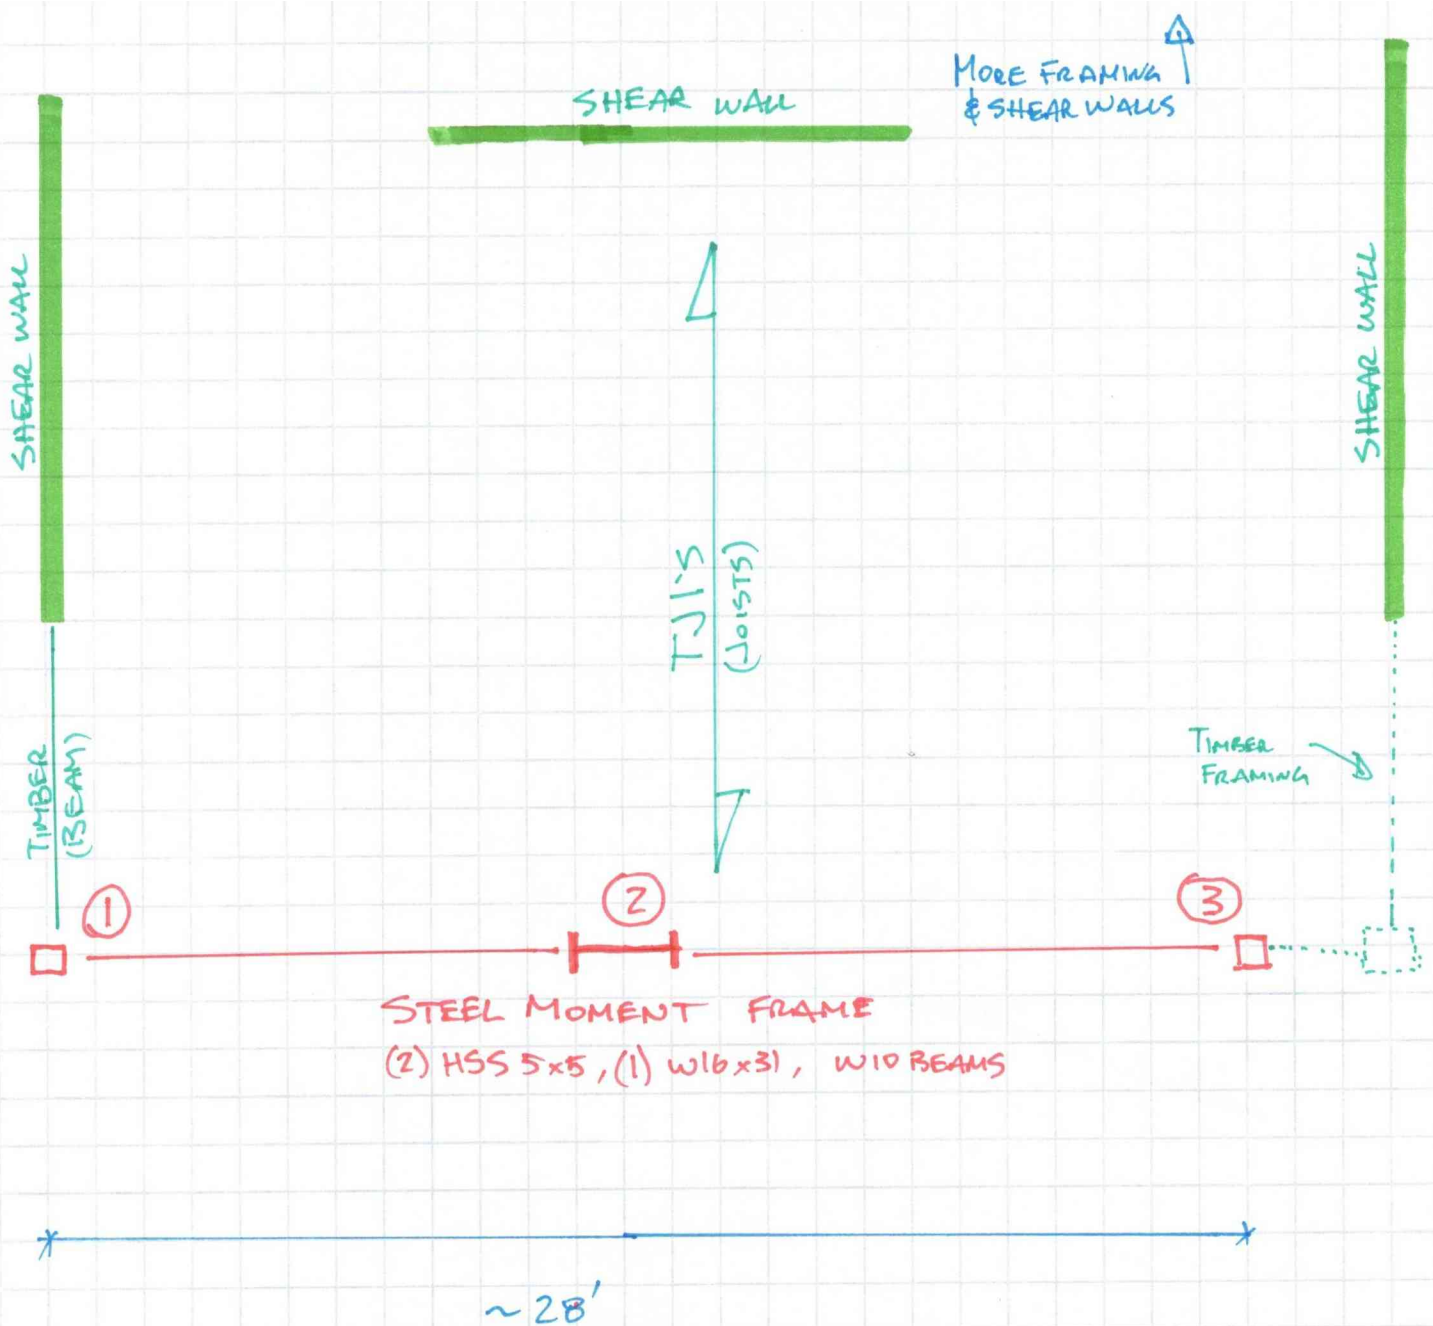 MORE FRAMING
& SHEAR WALLS
SHEAR WALL
SHEAR WALL
SHEAR WALL
TJI'S
(JOISTS)
TIMBER
(BEAM)
TIMBER
FRAMING
1
2
3
STEEL MOMENT FRAME
(2) HSS 5x5, (1) W16x31, W10 BEAMS
~28'